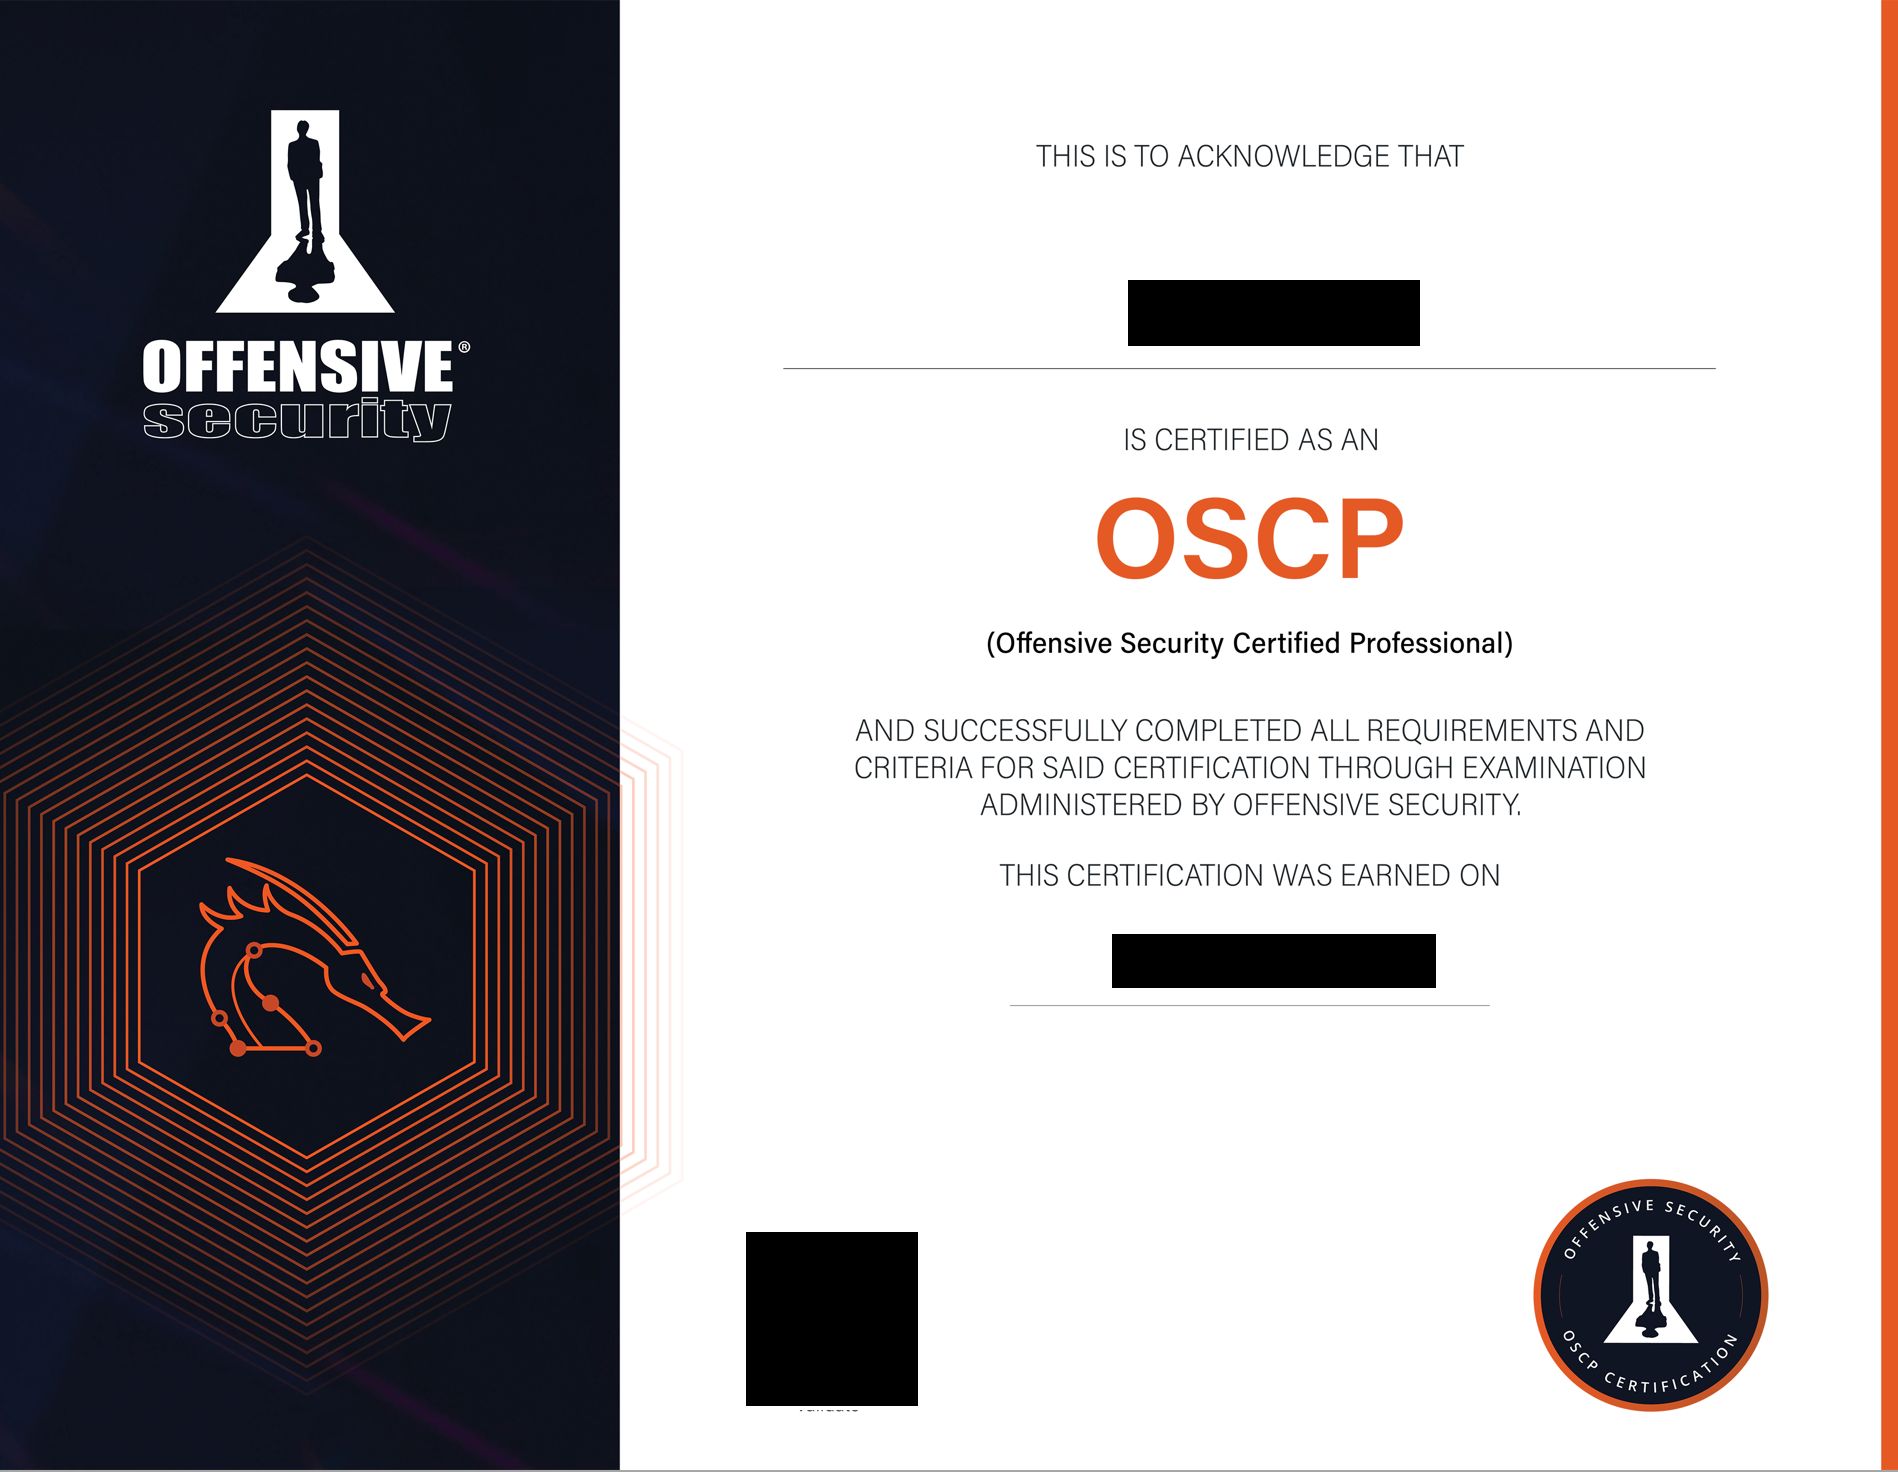 OFFENSIVE®
security
THIS IS TO ACKNOWLEDGE THAT
IS CERTIFIED AS AN
OSCP
(Offensive Security Certified Professional)
AND SUCCESSFULLY COMPLETED ALL REQUIREMENTS AND
CRITERIA FOR SAID CERTIFICATION THROUGH EXAMINATION
ADMINISTERED BY OFFENSIVE SECURITY.
THIS CERTIFICATION WAS EARNED ON
OFFENSIVE SECURITY
OSCP CERTIFICATION